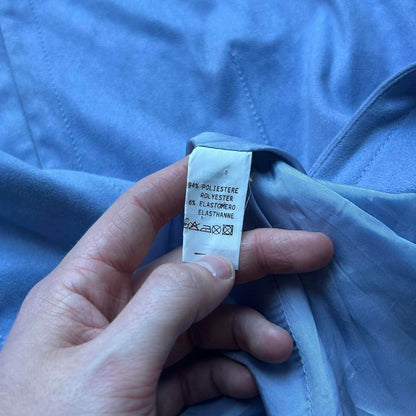 94% POLIESTERE
POLYESTER
6% ELASTOMERO
ELASTHANNE